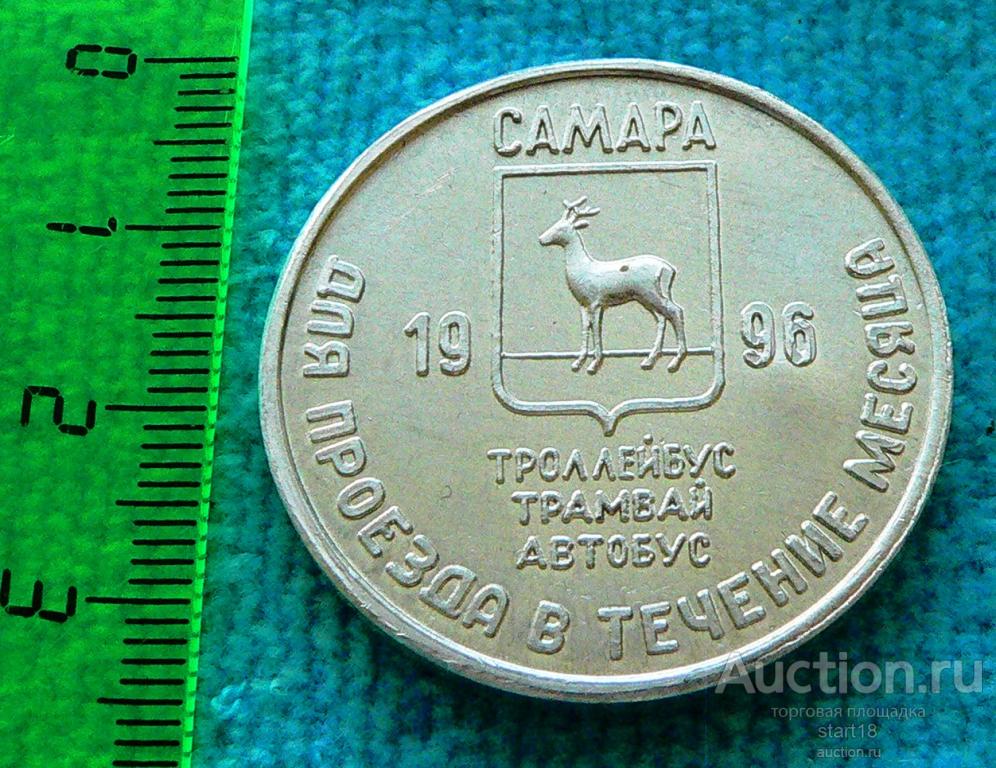 0
1
2
3
САМАРА
19 96
ТРОЛЛЕЙБУС
ТРАМВАЙ
АВТОБУС
ДЛЯ ПРОЕЗДА В ТЕЧЕНИЕ МЕСЯЦА
Auction.ru
торговая площадка
start18
auction.ru